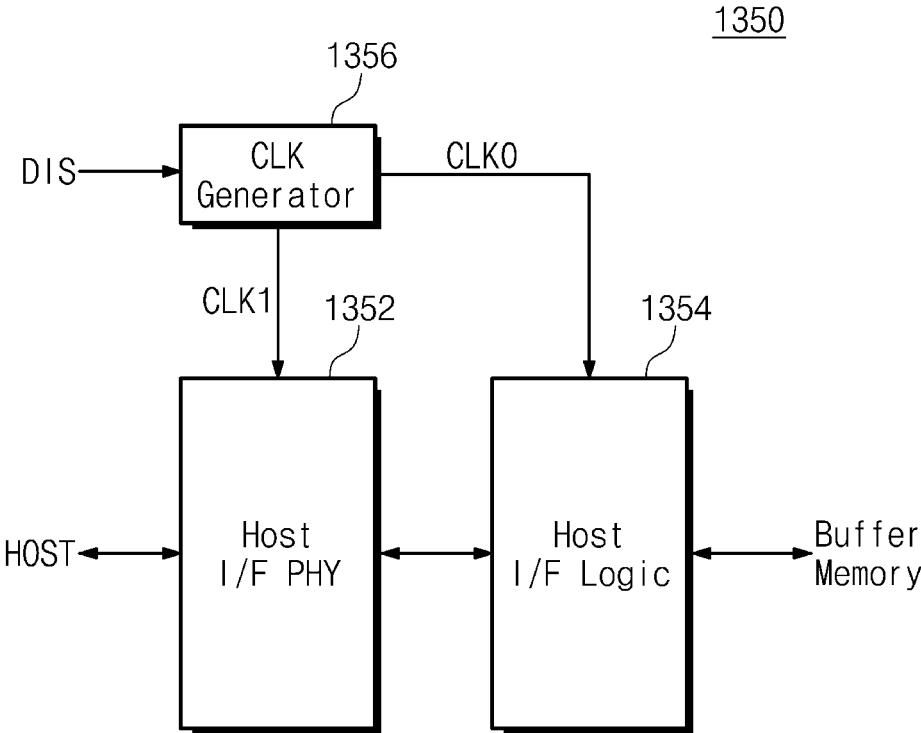 1350
1356
DIS
CLK
Generator
CLK0
CLK1
1352
1354
HOST
Host
I/F PHY
Host
I/F Logic
Buffer
Memory